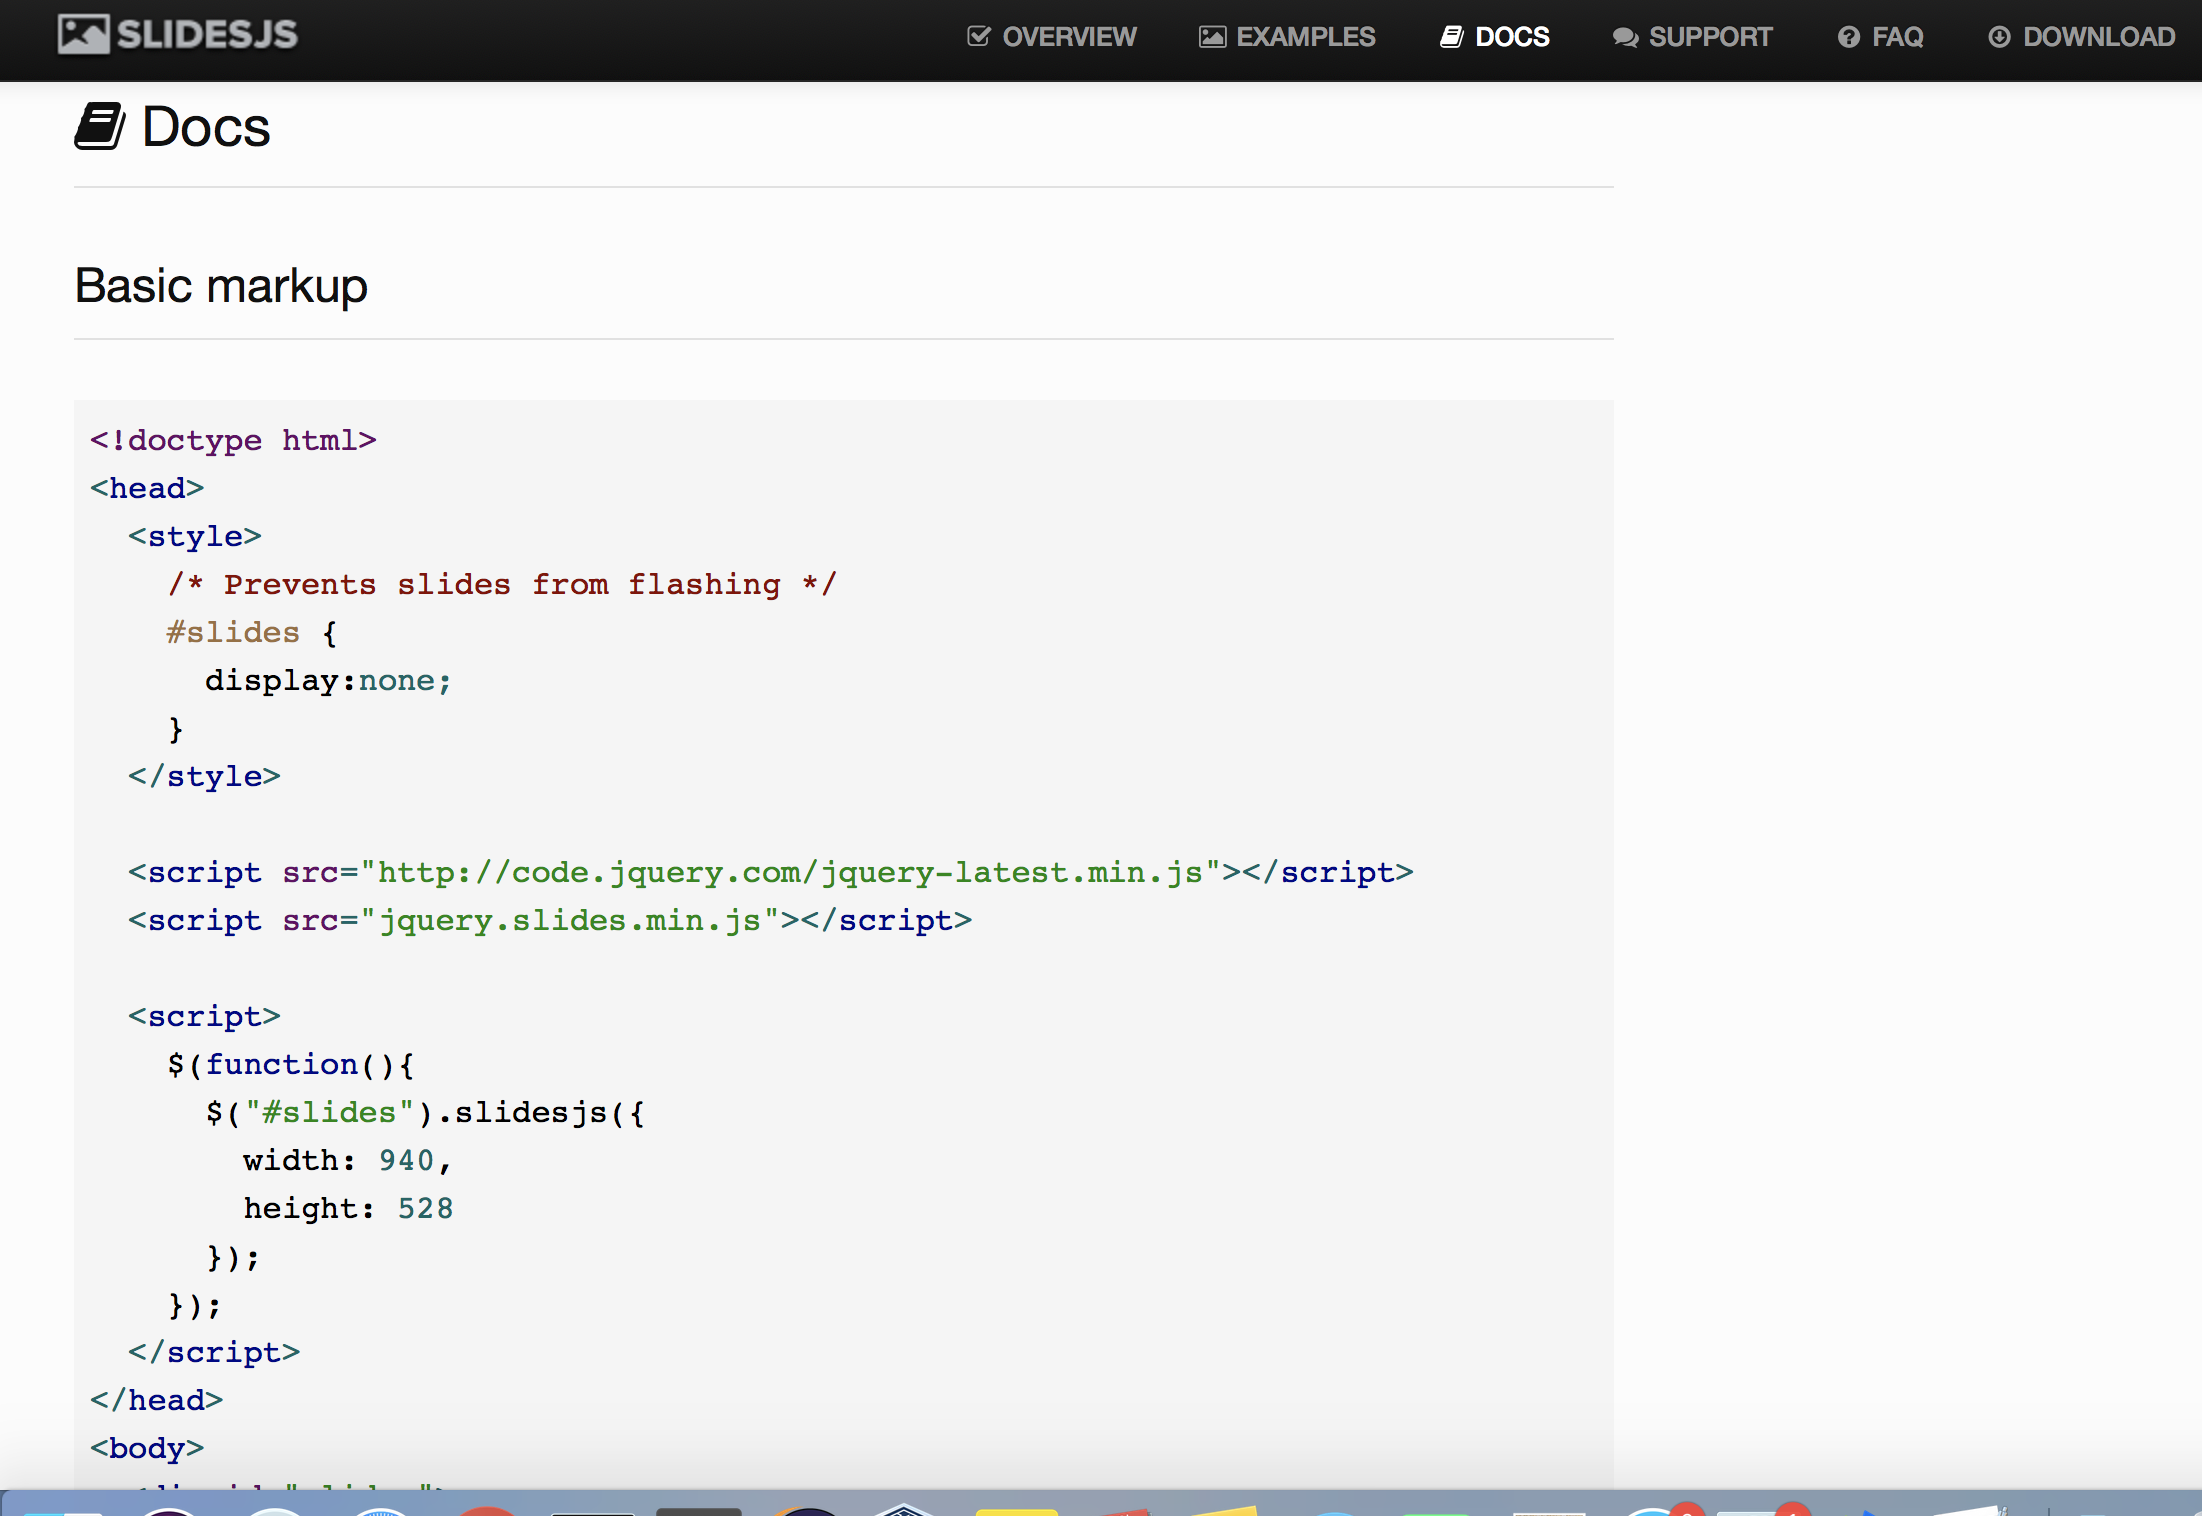 SLIDESJS OVERVIEW EXAMPLES DOCS SUPPORT FAQ DOWNLOAD
Docs
Basic markup
<!doctype html>
<head>
  <style>
    /* Prevents slides from flashing */
    #slides {
      display:none;
    }
  </style>

  <script src="http://code.jquery.com/jquery-latest.min.js"></script>
  <script src="jquery.slides.min.js"></script>

  <script>
    $(function(){
      $("#slides").slidesjs({
        width: 940,
        height: 528
      });
    });
  </script>
</head>
<body>